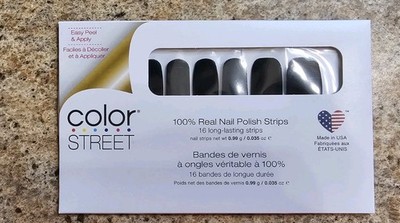 Easy Peel
& Apply
Faciles à Décoller
et à Appliquer
color
STREET
100% Real Nail Polish Strips
16 long-lasting strips
nail strips net wt 0.99 g / 0.035 oz ℮
Bandes de vernis
à ongles véritable à 100%
16 bandes de longue durée
Poids net des bandes de vernis 0.99 g / 0.035 oz ℮
Made in USA
Fabriquées aux
ÉTATS-UNIS